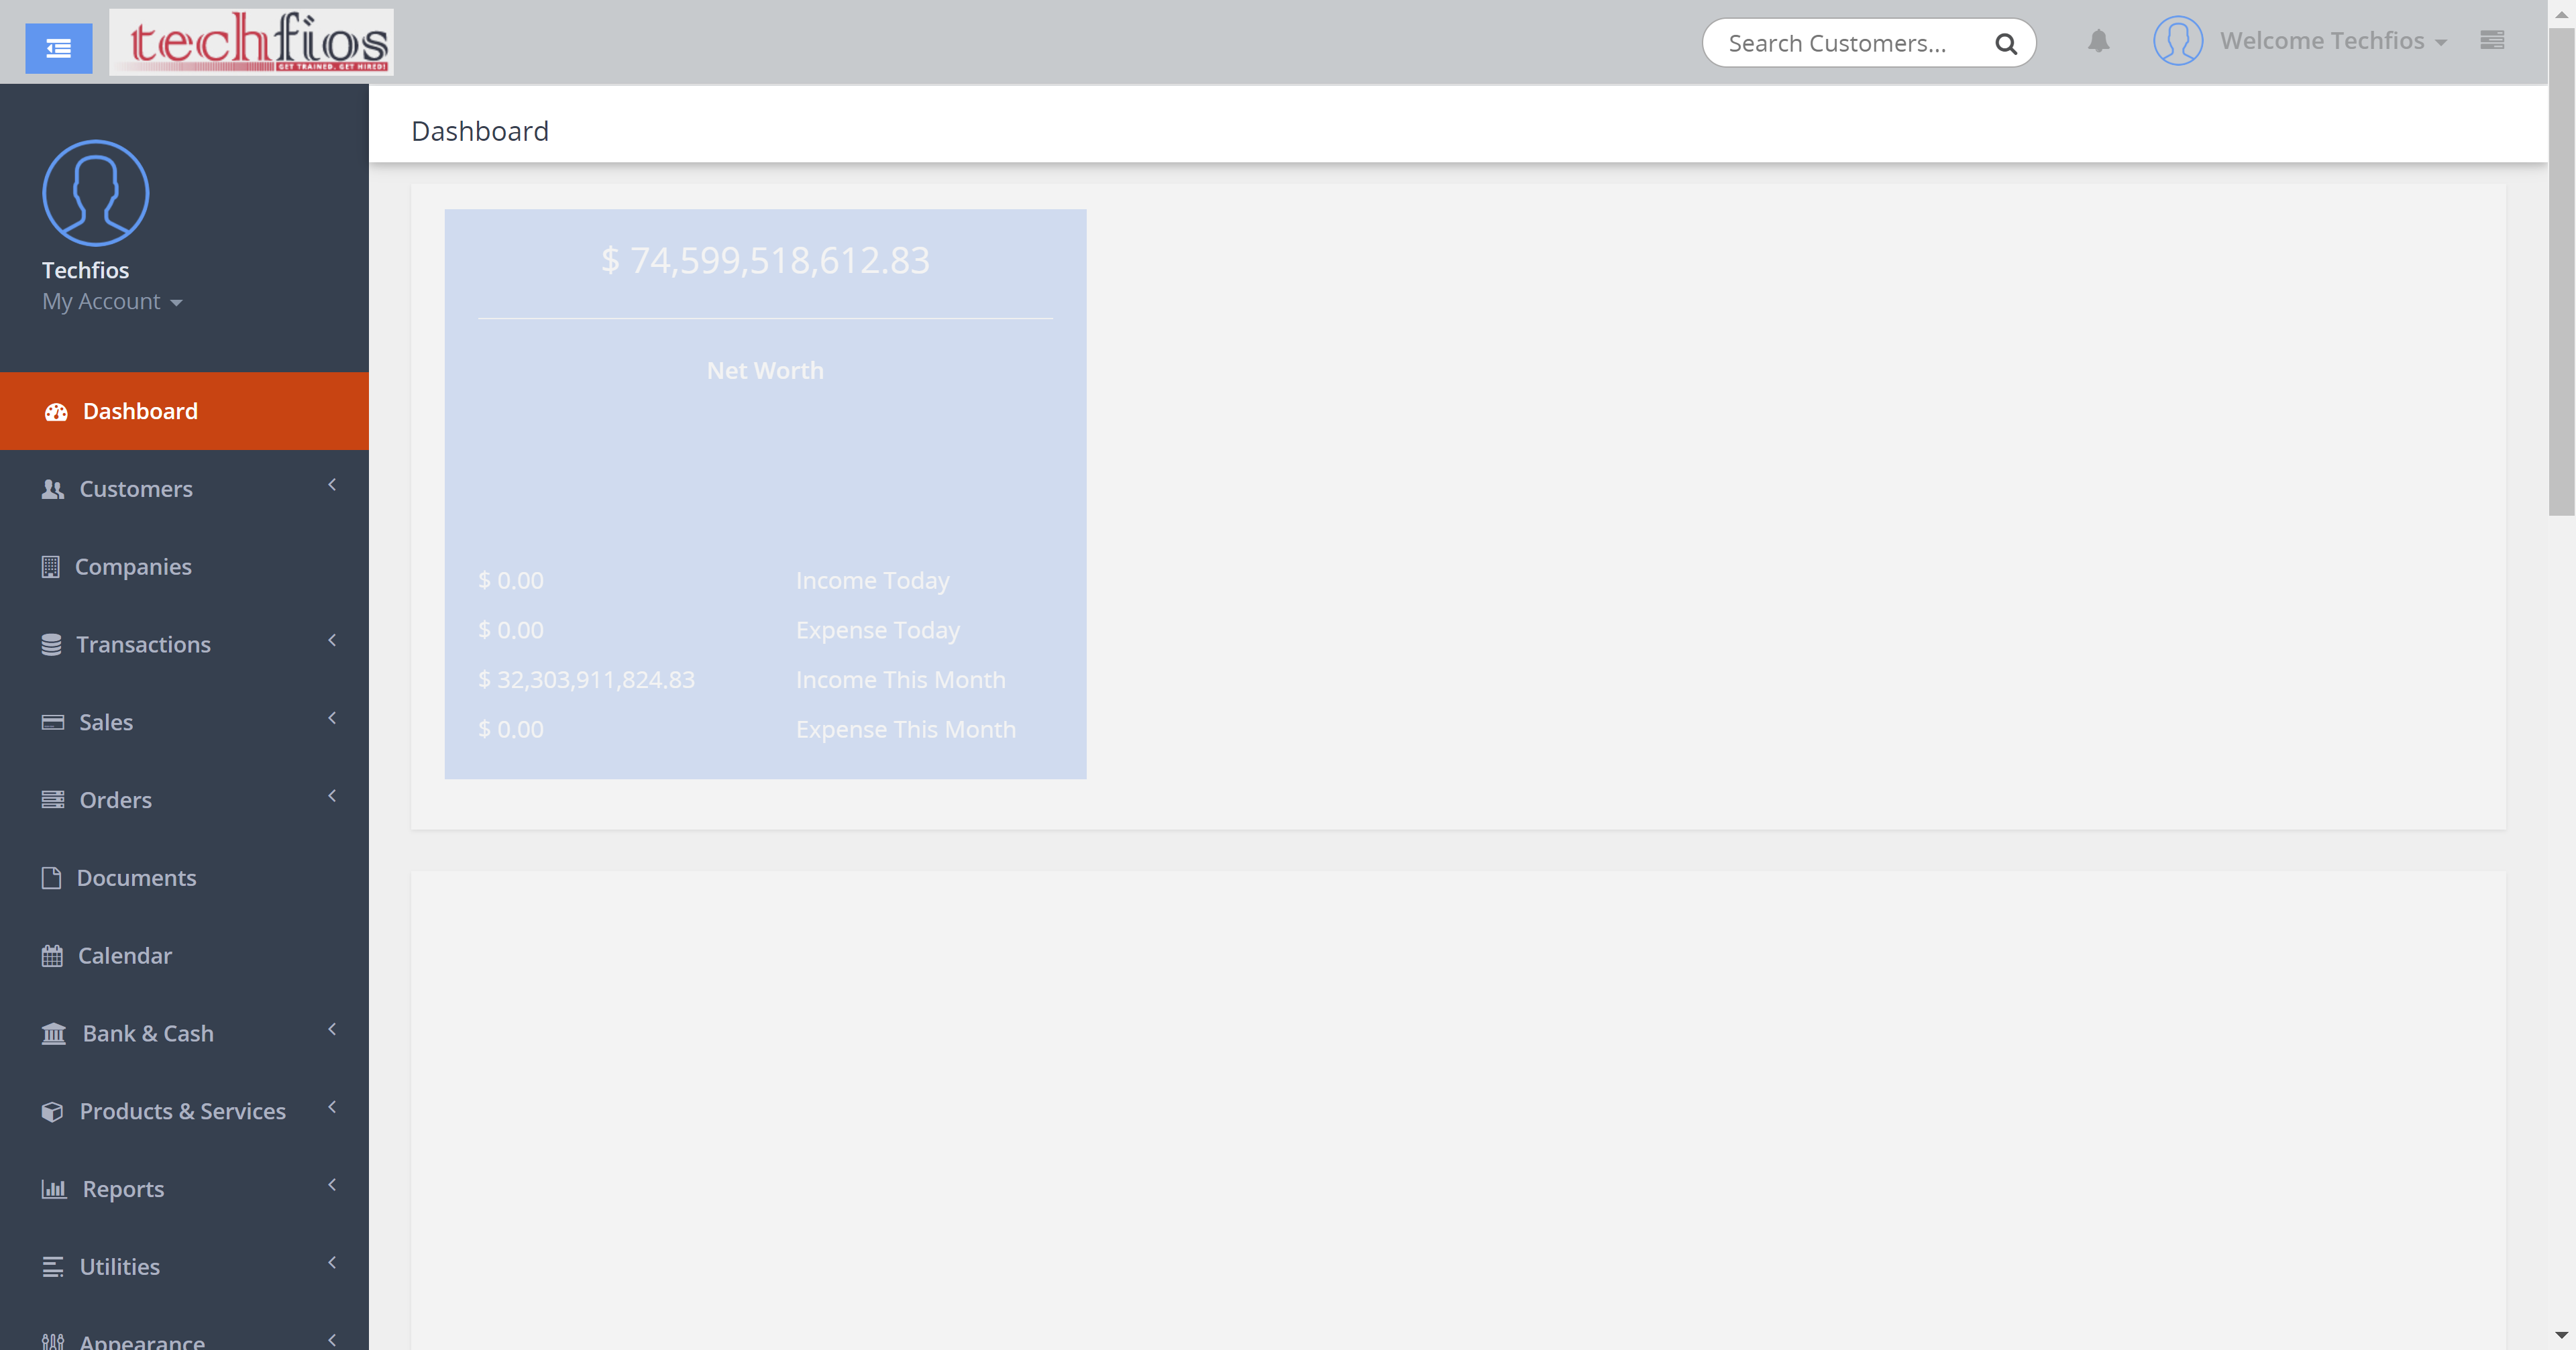 techfios
GET TRAINED. GET HIRED!
Search Customers...
Welcome Techfios
Techfios
My Account
Dashboard
Customers
Companies
Transactions
Sales
Orders
Documents
Calendar
Bank & Cash
Products & Services
Reports
Utilities
Appearance
Dashboard
$ 74,599,518,612.83
Net Worth
$ 0.00 Income Today
$ 0.00 Expense Today
$ 32,303,911,824.83 Income This Month
$ 0.00 Expense This Month